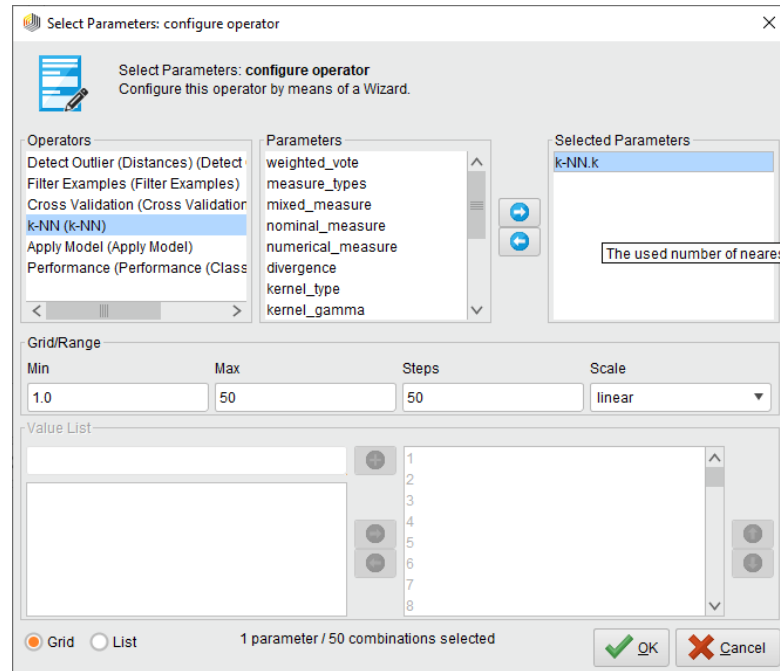 Select Parameters: configure operator
Select Parameters: configure operator
Configure this operator by means of a Wizard.
Operators
Detect Outlier (Distances) (Detect
Filter Examples (Filter Examples)
Cross Validation (Cross Validation
k-NN (k-NN)
Apply Model (Apply Model)
Performance (Performance (Class
Parameters
weighted_vote
measure_types
mixed_measure
nominal_measure
numerical_measure
divergence
kernel_type
kernel_gamma
Selected Parameters
k-NN.k
The used number of neares
Grid/Range
Min Max Steps Scale
1.0 50 50 linear
Value List
1
2
3
4
5
6
7
8
Grid List 1 parameter / 50 combinations selected OK Cancel